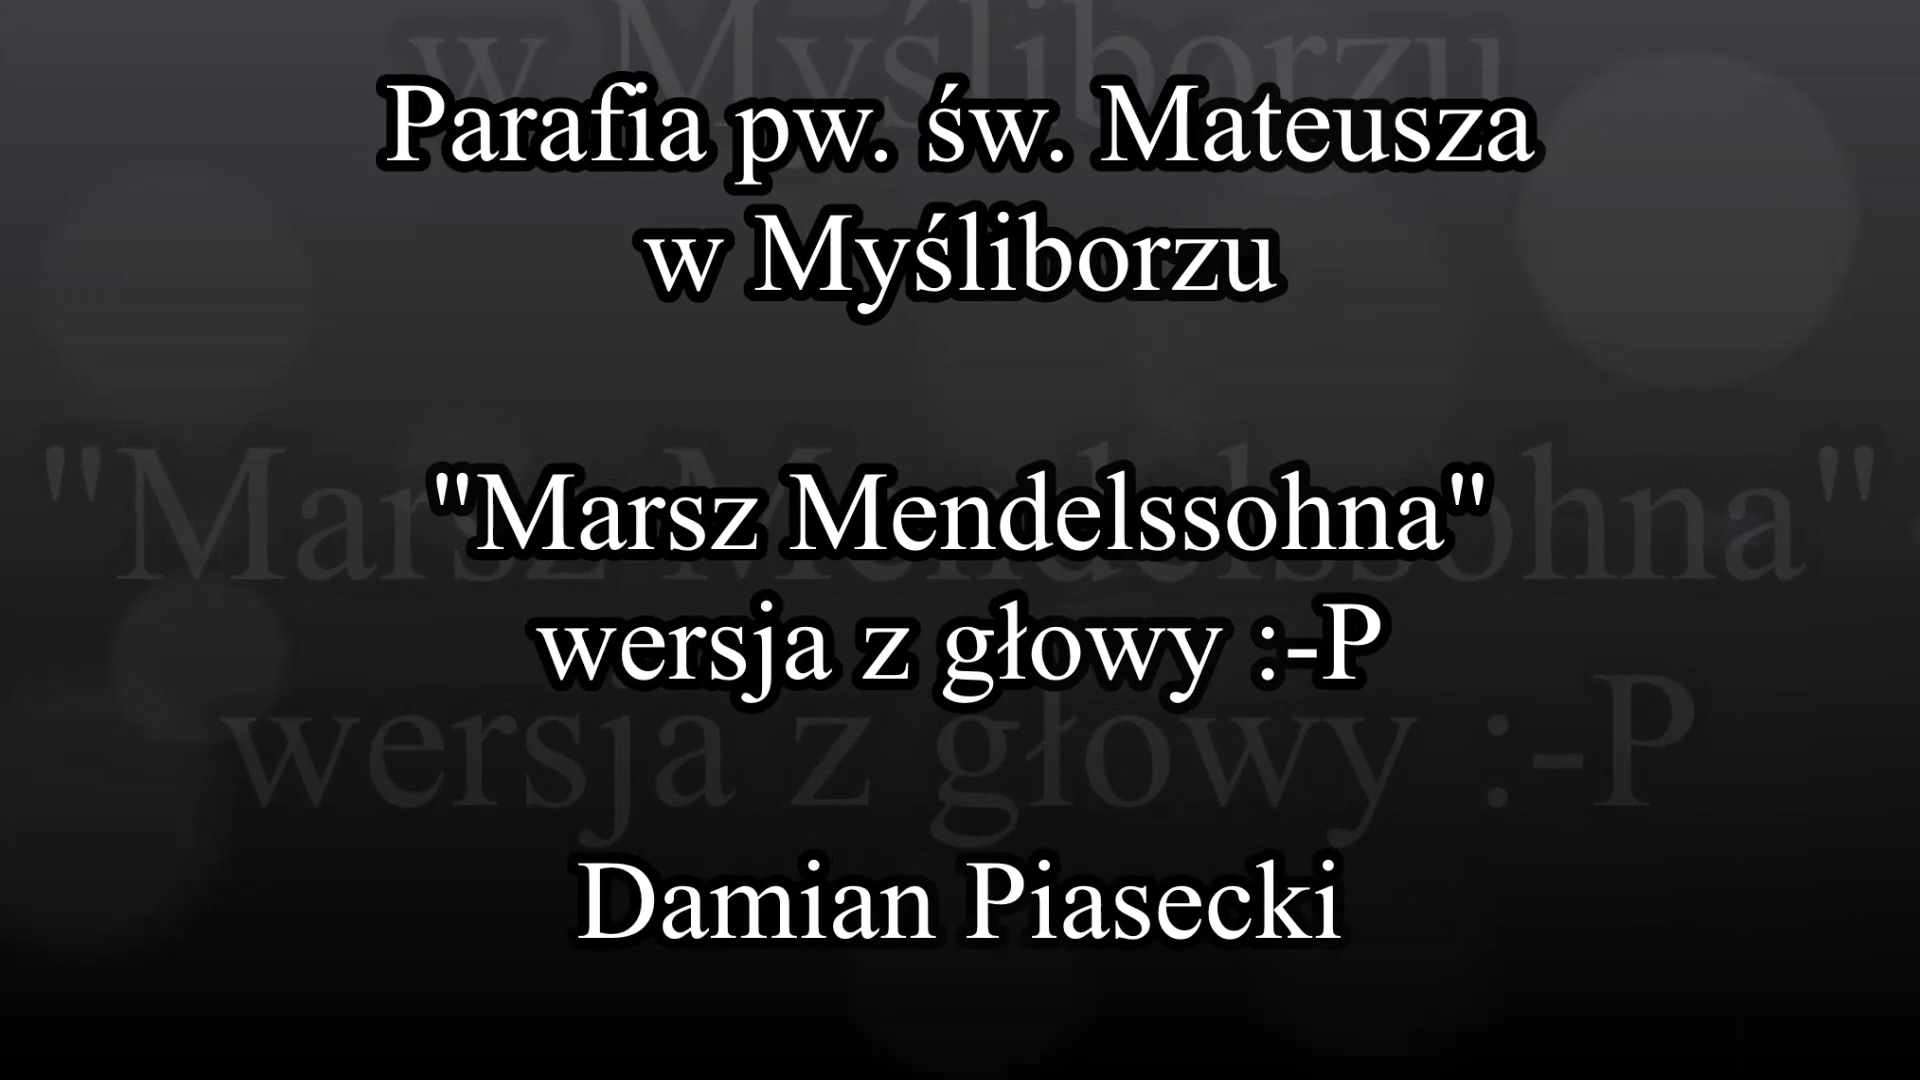 Parafia pw. św. Mateusza
w Myśliborzu
"Marsz Mendelssohna"
wersja z głowy :-P
Damian Piasecki